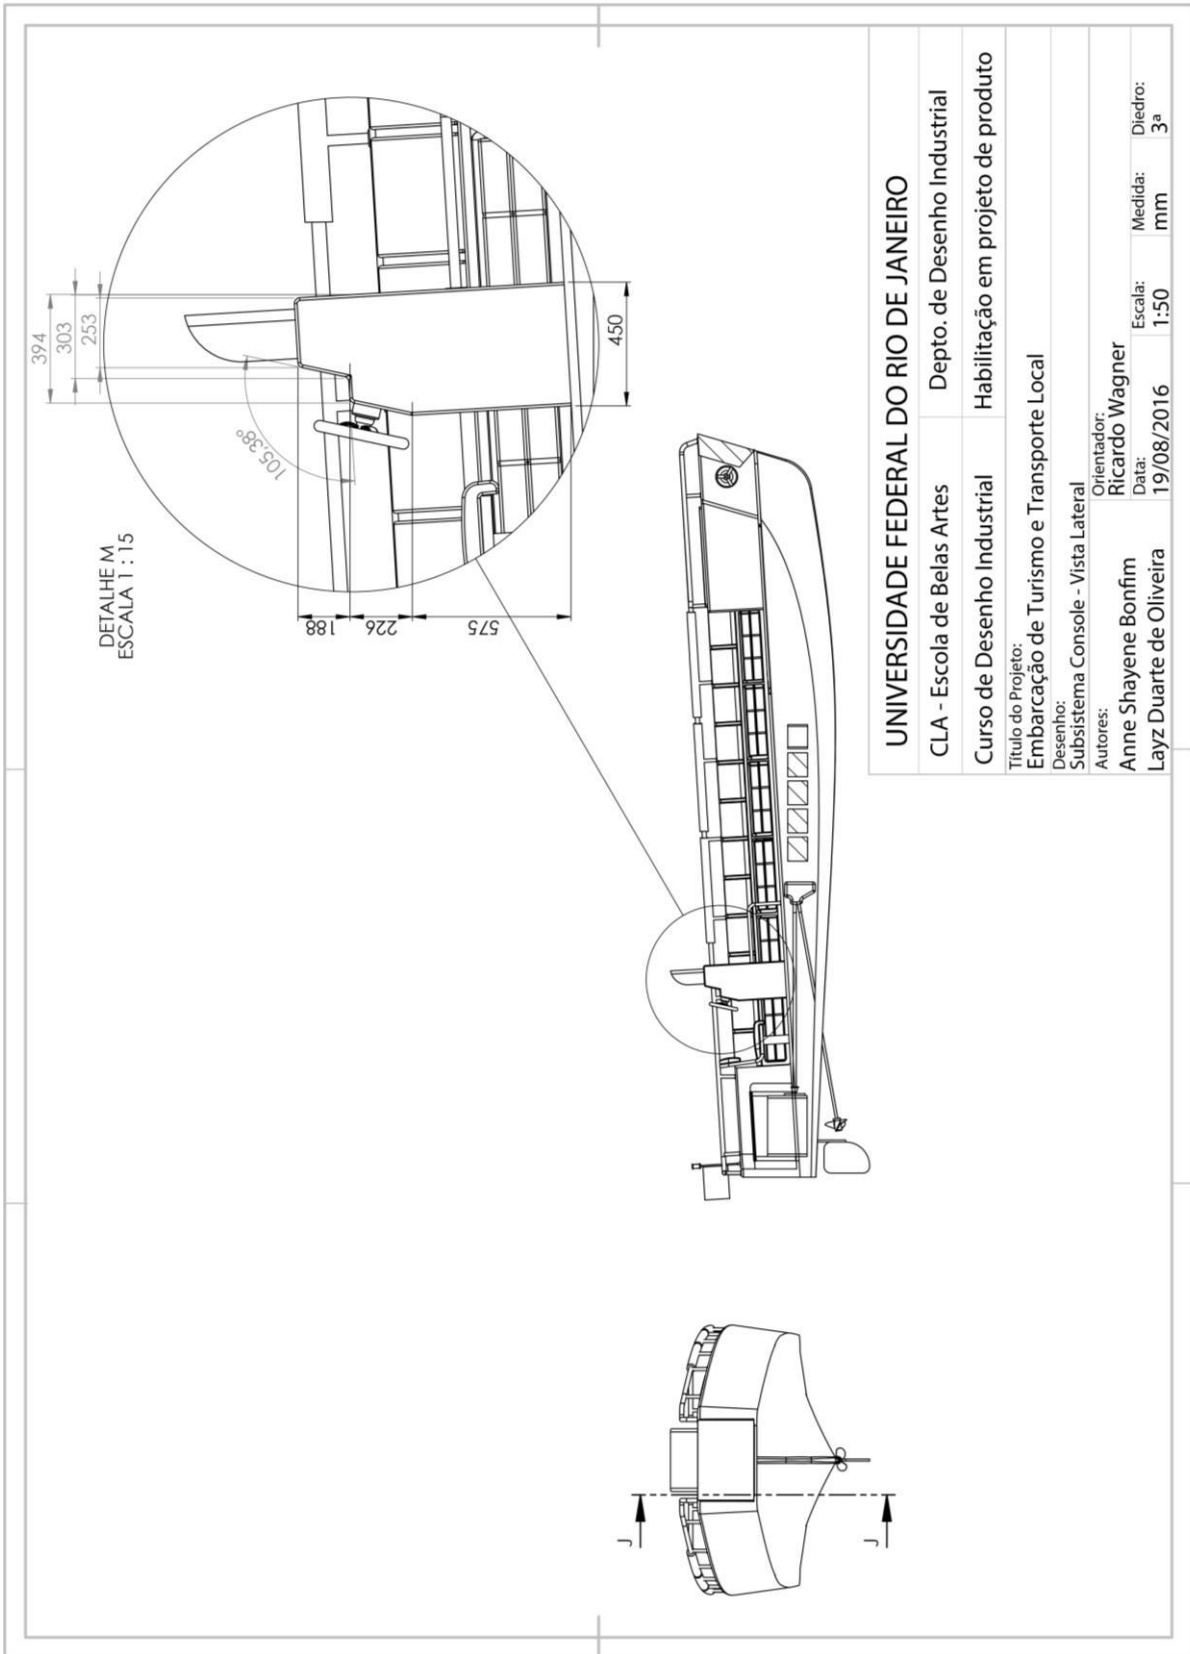 DETALHE M
ESCALA 1 : 15
394
303
253
105,38°
188
226
575
450
J
J
UNIVERSIDADE FEDERAL DO RIO DE JANEIRO
CLA - Escola de Belas Artes
Depto. de Desenho Industrial
Curso de Desenho Industrial
Habilitação em projeto de produto
Título do Projeto:
Embarcação de Turismo e Transporte Local
Desenho:
Subsistema Console - Vista Lateral
Autores:
Anne Shayene Bonfim
Layz Duarte de Oliveira
Orientador:
Ricardo Wagner
Data:
19/08/2016
Escala:
1:50
Medida:
mm
Diedro:
3ª